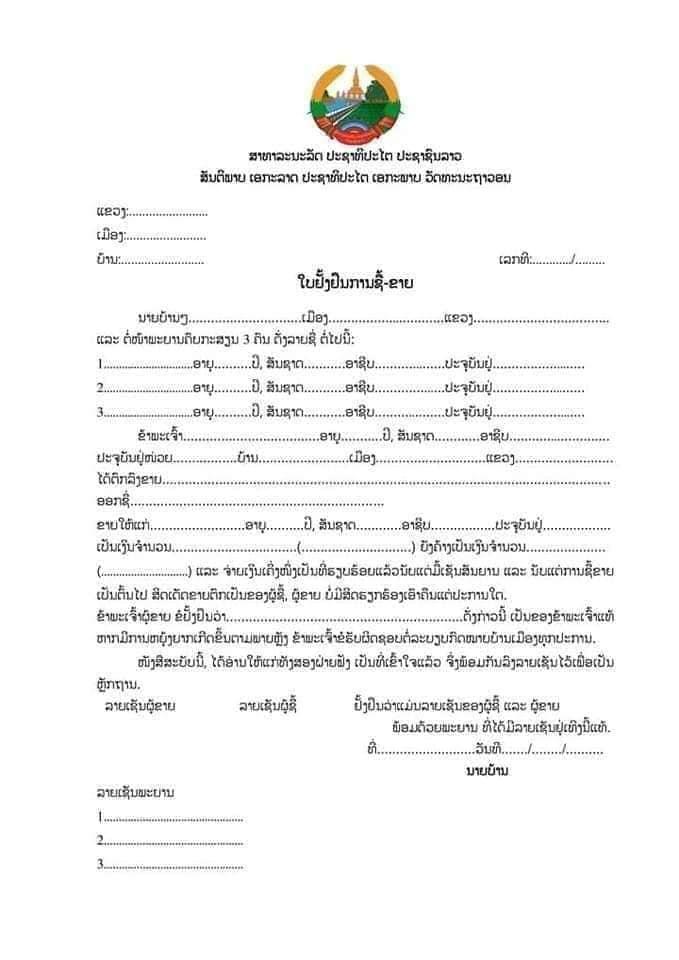 ສາທາລະນະລັດ ປະຊາທິປະໄຕ ປະຊາຊົນລາວ
ສັນຕິພາບ ເອກະລາດ ປະຊາທິປະໄຕ ເອກະພາບ ວັດທະນະຖາວອນ
ແຂວງ:........................
ເມືອງ:........................
ບ້ານ:......................... ເລກທີ:............/.........
ໃບຢັ້ງຢືນການຊື້-ຂາຍ
ນາຍບ້ານໆ..............................ເມືອງ...............................ແຂວງ....................................
ແລະ ຕໍ່ໜ້າພະຍານຄົບກະສຽນ 3 ຄົນ ດັ່ງລາຍຊື່ ຕໍ່ໄປນີ້:
1..............................ອາຍຸ..........ປີ, ສັນຊາດ...........ອາຊີບ...................ປະຈຸບັນຢູ່.........................
2..............................ອາຍຸ..........ປີ, ສັນຊາດ...........ອາຊີບ...................ປະຈຸບັນຢູ່.........................
3..............................ອາຍຸ..........ປີ, ສັນຊາດ...........ອາຊີບ...................ປະຈຸບັນຢູ່.........................
ຂ້າພະເຈົ້າ....................................ອາຍຸ...........ປີ, ສັນຊາດ............ອາຊີບ..........................
ປະຈຸບັນຢູ່ໜ່ວຍ.................ບ້ານ........................ເມືອງ.............................ແຂວງ..........................
ໄດ້ຕົກລົງຂາຍ.......................................................................................................................
ອອກຊື່...................................................................
ຂາຍໃຫ້ແກ່.........................ອາຍຸ..........ປີ, ສັນຊາດ............ອາຊີບ.................ປະຈຸບັນຢູ່..................
ເປັນເງິນຈຳນວນ.................................(.............................) ຍັງຄ້າງເປັນເງິນຈຳນວນ.....................
(.............................) ແລະ ຈ່າຍເງິນເຄິ່ງໜຶ່ງເປັນທີ່ຮຽບຮ້ອຍແລ້ວນັບແຕ່ມື້ເຊັນສັນຍານ ແລະ ນັບແຕ່ການຊື້ຂາຍ
ເປັນຕົ້ນໄປ ສິດເດັດຂາຍຕົກເປັນຂອງຜູ້ຊື້, ຜູ້ຂາຍ ບໍ່ມີສິດຮຽກຮ້ອງເອົາຄືນແຕ່ປະການໃດ.
ຂ້າພະເຈົ້າຜູ້ຂາຍ ຂໍຢັ້ງຢືນວ່າ..............................................................ດັ່ງກ່າວນີ້ ເປັນຂອງຂ້າພະເຈົ້າແທ້
ຫາກມີການຫຍຸ້ງຍາກເກີດຂຶ້ນຕາມພາຍຫຼັງ ຂ້າພະເຈົ້າຂໍຮັບຜິດຊອບຕໍ່ລະບຽບກົດໝາຍບ້ານເມືອງທຸກປະການ.
ໜັງສືສະບັບນີ້, ໄດ້ອ່ານໃຫ້ແກ່ທັງສອງຝ່າຍຟັງ ເປັນທີ່ເຂົ້າໃຈແລ້ວ ຈຶ່ງພ້ອມກັນລົງລາຍເຊັນໄວ້ເພື່ອເປັນ
ຫຼັກຖານ.
ລາຍເຊັນຜູ້ຂາຍ ລາຍເຊັນຜູ້ຊື້ ຢັ້ງຢືນວ່າແມ່ນລາຍເຊັນຂອງຜູ້ຊື້ ແລະ ຜູ້ຂາຍ
ພ້ອມດ້ວຍພະຍານ ທີ່ໄດ້ມີລາຍເຊັນຢູ່ເທິງນີ້ແທ້.
ທີ່..........................ວັນທີ......./......../..........
ນາຍບ້ານ
ລາຍເຊັນພະຍານ
1...............................................
2...............................................
3...............................................